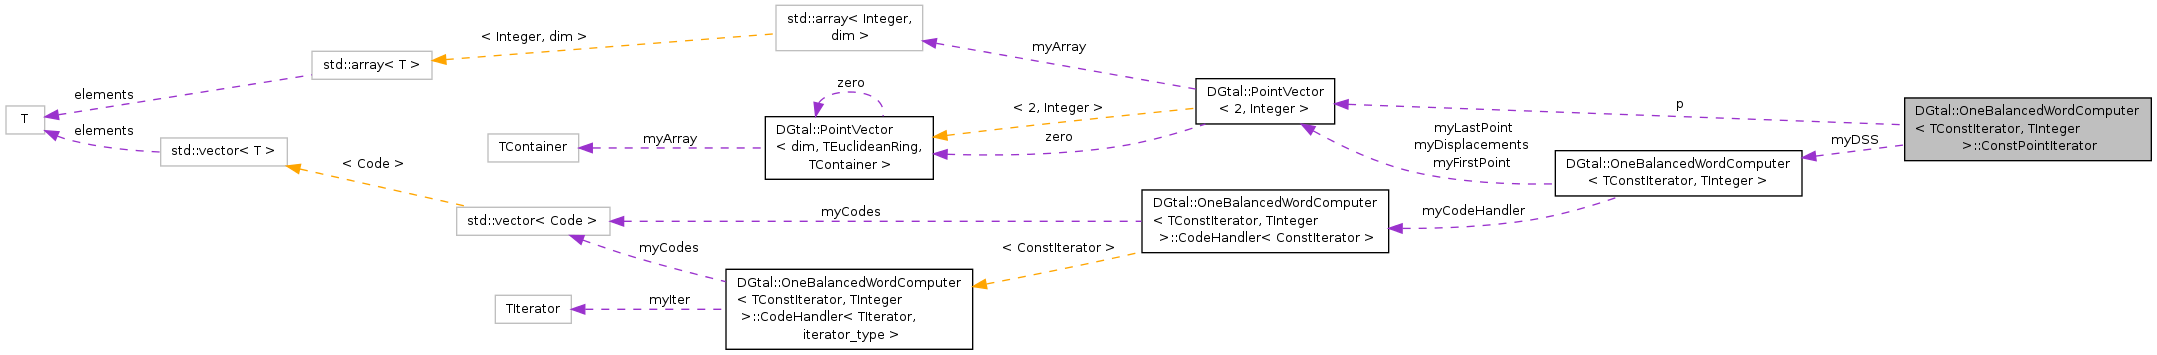 std::array< Integer,
dim >
< Integer, dim >
myArray
std::array< T >
zero
DGtal::PointVector
< 2, Integer >
elements
T
elements
std::vector< T >
< 2, Integer >
p
DGtal::OneBalancedWordComputer
< TConstIterator, TInteger
>::ConstPointIterator
DGtal::PointVector
< dim, TEuclideanRing,
TContainer >
myArray
TContainer
zero
myLastPoint
myDisplacements
myFirstPoint
myDSS
DGtal::OneBalancedWordComputer
< TConstIterator, TInteger >
< Code >
std::vector< Code >
myCodes
DGtal::OneBalancedWordComputer
< TConstIterator, TInteger
>::CodeHandler< ConstIterator >
myCodeHandler
myCodes
< ConstIterator >
DGtal::OneBalancedWordComputer
< TConstIterator, TInteger
>::CodeHandler< TIterator,
iterator_type >
myIter
TIterator